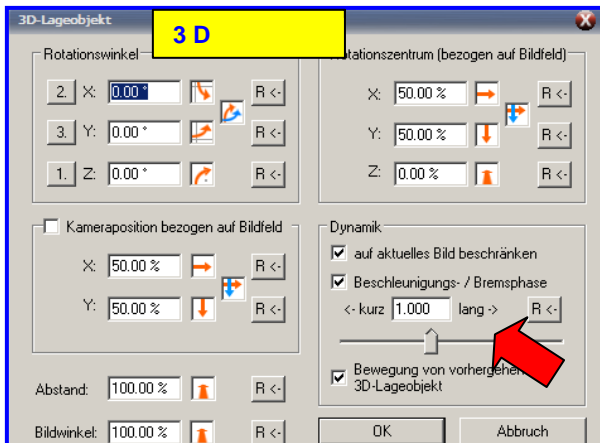 3D-Lageobjekt
3 D
Rotationswinkel
2. X: 0.00 ° R <-
3. Y: 0.00 ° R <-
1. Z: 0.00 ° R <-
(bezogen auf Bildfeld)
X: 50.00 % R <-
Y: 50.00 % R <-
Z: 0.00 % R <-
Kameraposition bezogen auf Bildfeld
X: 50.00 % R <-
Y: 50.00 % R <-
Abstand: 100.00 % R <-
Bildwinkel: 100.00 % R <-
Dynamik
auf aktuelles Bild beschränken
Beschleunigungs- / Bremsphase
<- kurz 1.000 lang -> R <-
Bewegung von
3D-Lageobjekt
OK Abbruch